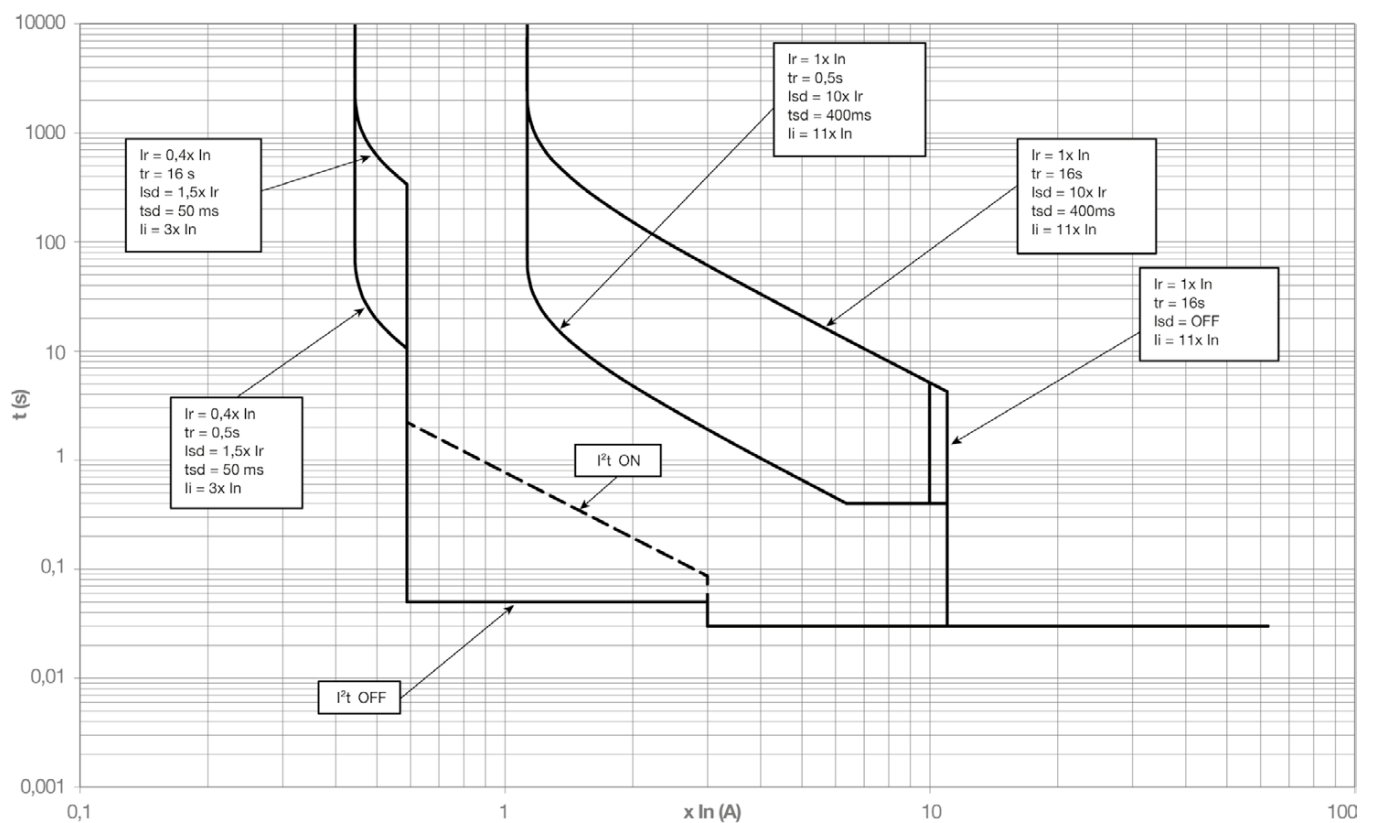 10000
1000
100
10
1
0,1
0,01
0,001
t (s)
0,1
1
10
100
x In (A)
Ir = 0,4x In
tr = 16 s
Isd = 1,5x Ir
tsd = 50 ms
Ii = 3x In
Ir = 0,4x In
tr = 0,5s
Isd = 1,5x Ir
tsd = 50 ms
Ii = 3x In
Ir = 1x In
tr = 0,5s
Isd = 10x Ir
tsd = 400ms
Ii = 11x In
Ir = 1x In
tr = 16s
Isd = 10x Ir
tsd = 400ms
Ii = 11x In
Ir = 1x In
tr = 16s
Isd = OFF
Ii = 11x In
I²t ON
I²t OFF